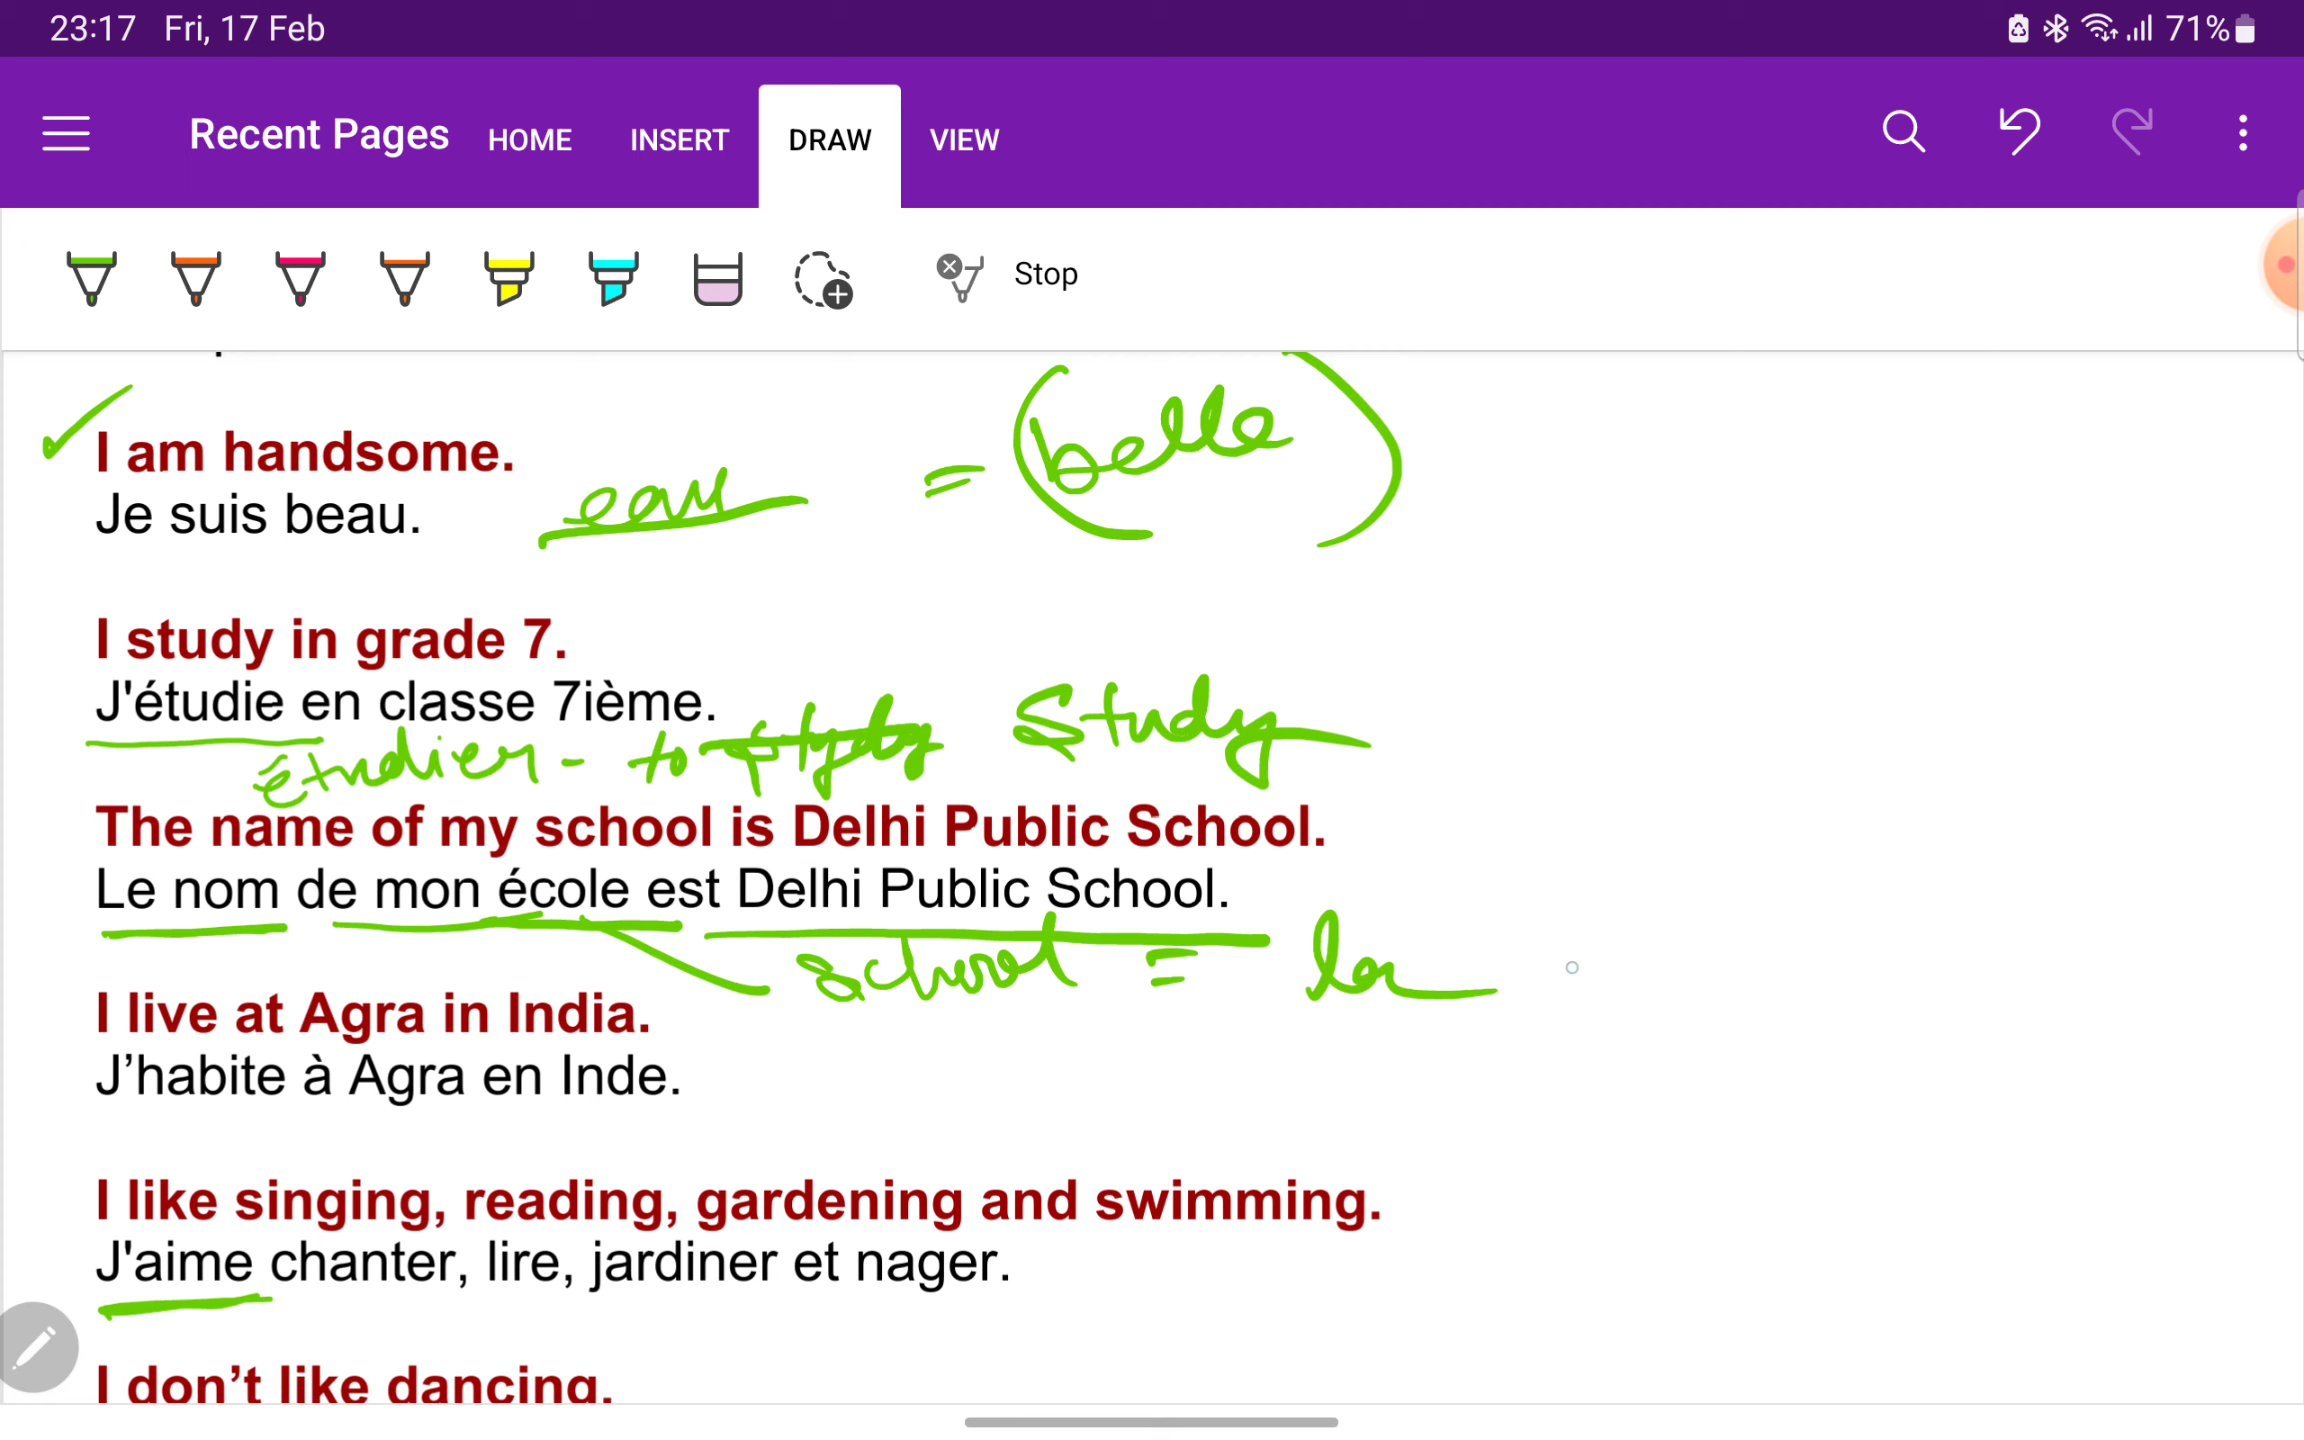 23:17 Fri, 17 Feb 71%
Recent Pages HOME INSERT DRAW VIEW
Stop
I am handsome.
Je suis beau. eau = (belle)
I study in grade 7.
J'étudie en classe 7ième.
étudier - to study
The name of my school is Delhi Public School.
Le nom de mon école est Delhi Public School.
school = la
I live at Agra in India.
J’habite à Agra en Inde.
I like singing, reading, gardening and swimming.
J'aime chanter, lire, jardiner et nager.
I don’t like dancing.